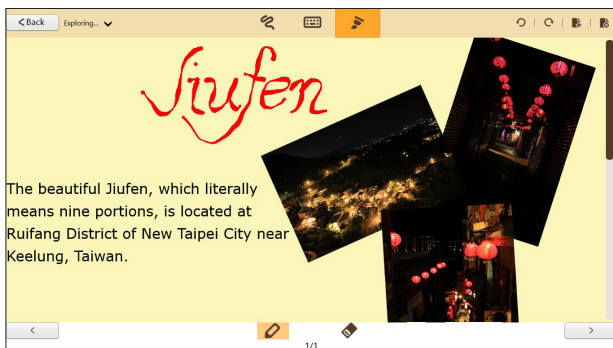 Back Exploring...
Jiufen
The beautiful Jiufen, which literally
means nine portions, is located at
Ruifang District of New Taipei City near
Keelung, Taiwan.
1/1